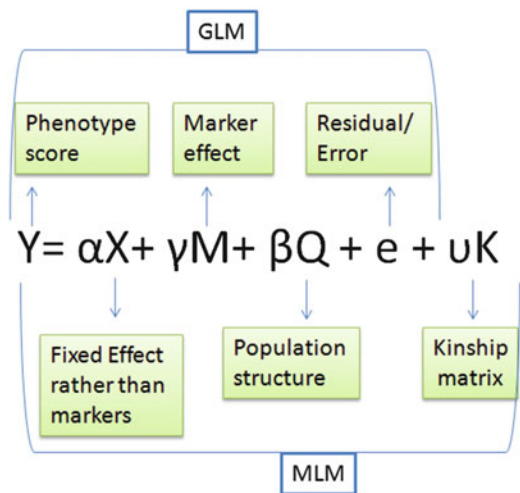 GLM
Phenotype
score
Marker
effect
Residual/
Error
Y= αX+ γM+ βQ + e + υK
Fixed Effect
rather than
markers
Population
structure
Kinship
matrix
MLM